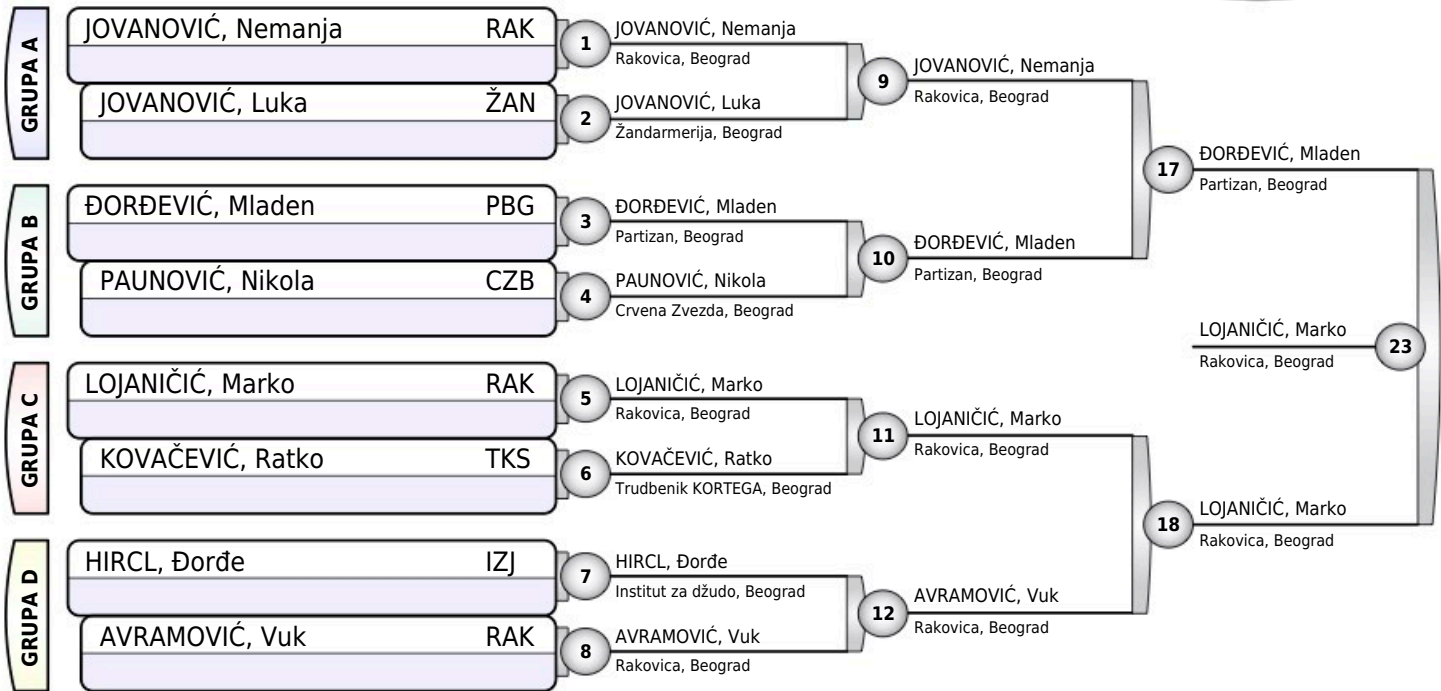 GRUPA A
JOVANOVIĆ, Nemanja RAK
JOVANOVIĆ, Luka ŽAN
1
JOVANOVIĆ, Nemanja
Rakovica, Beograd
2
JOVANOVIĆ, Luka
Žandarmerija, Beograd
9
JOVANOVIĆ, Nemanja
Rakovica, Beograd
GRUPA B
ĐORĐEVIĆ, Mladen PBG
PAUNOVIĆ, Nikola CZB
3
ĐORĐEVIĆ, Mladen
Partizan, Beograd
4
PAUNOVIĆ, Nikola
Crvena Zvezda, Beograd
10
ĐORĐEVIĆ, Mladen
Partizan, Beograd
17
ĐORĐEVIĆ, Mladen
Partizan, Beograd
GRUPA C
LOJANIČIĆ, Marko RAK
KOVAČEVIĆ, Ratko TKS
5
LOJANIČIĆ, Marko
Rakovica, Beograd
6
KOVAČEVIĆ, Ratko
Trudbenik KORTEGA, Beograd
11
LOJANIČIĆ, Marko
Rakovica, Beograd
GRUPA D
HIRCL, Đorđe IZJ
AVRAMOVIĆ, Vuk RAK
7
HIRCL, Đorđe
Institut za džudo, Beograd
8
AVRAMOVIĆ, Vuk
Rakovica, Beograd
12
AVRAMOVIĆ, Vuk
Rakovica, Beograd
18
LOJANIČIĆ, Marko
Rakovica, Beograd
LOJANIČIĆ, Marko
Rakovica, Beograd
23